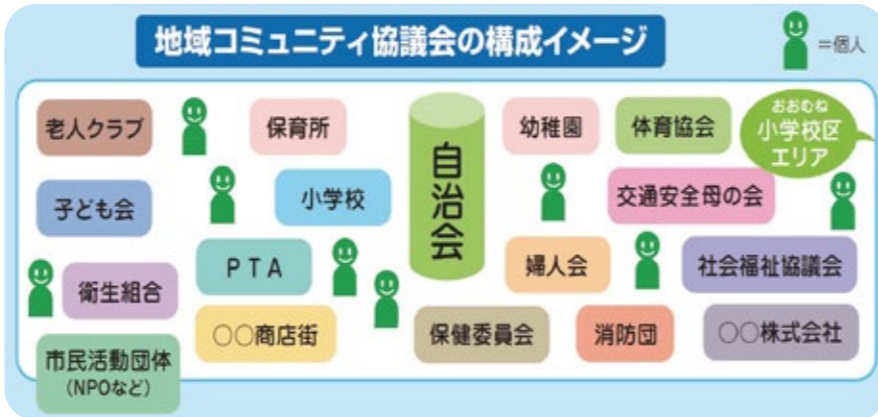 地域コミュニティ協議会の構成イメージ
=個人
老人クラブ
保育所
自治会
幼稚園
体育協会
おおむね
小学校区
エリア
子ども会
小学校
交通安全母の会
衛生組合
PTA
婦人会
社会福祉協議会
○○商店街
保健委員会
消防団
○○株式会社
市民活動団体
(NPOなど)